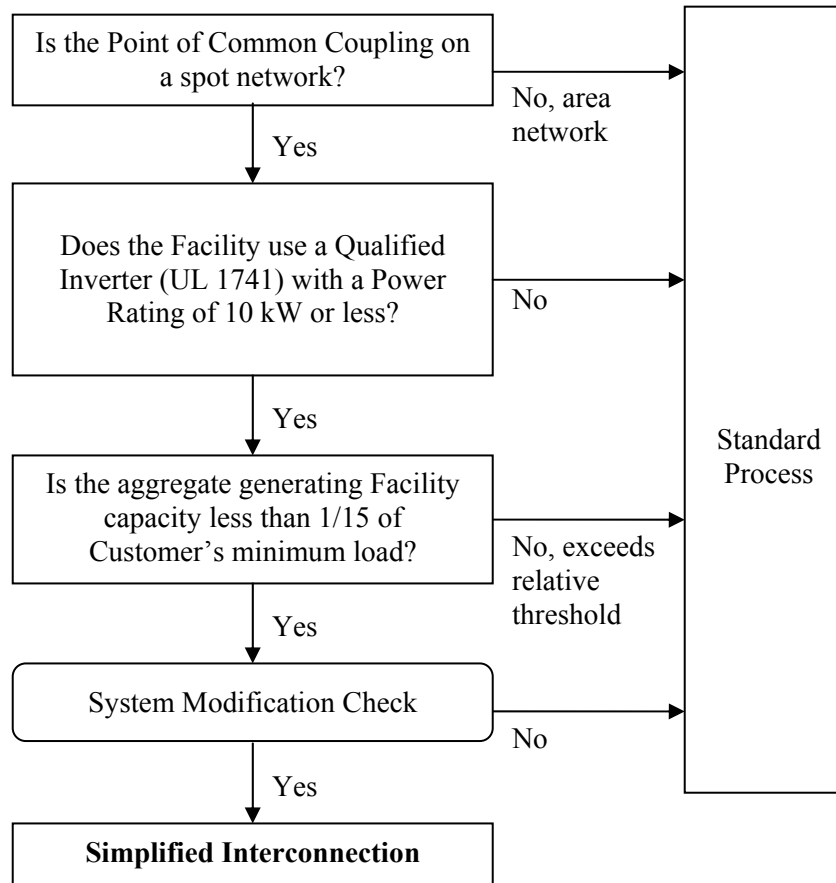 Is the Point of Common Coupling on
a spot network?
No, area
network
Yes
Does the Facility use a Qualified
Inverter (UL 1741) with a Power
Rating of 10 kW or less?
No
Yes
Standard
Process
Is the aggregate generating Facility
capacity less than 1/15 of
Customer’s minimum load?
No, exceeds
relative
threshold
Yes
System Modification Check
No
Yes
Simplified Interconnection